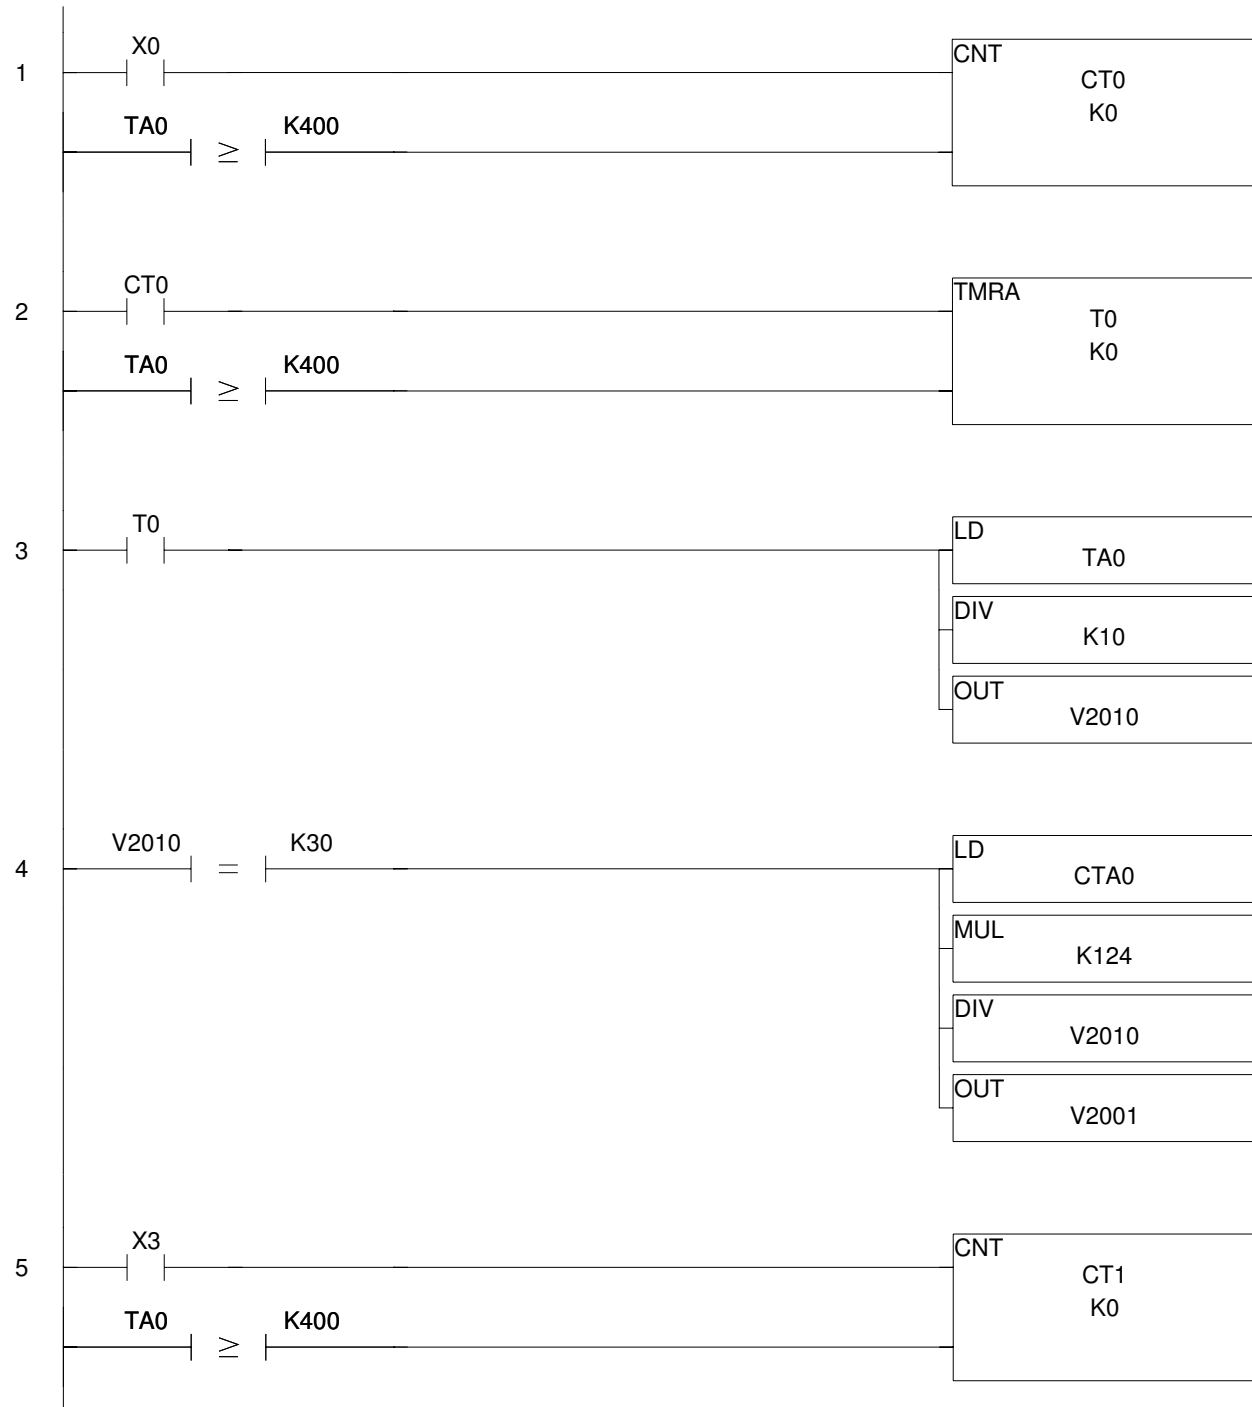 X0
CNT
1
CT0
K0
TA0 ≥ K400
CT0
TMRA
2
T0
K0
TA0 ≥ K400
T0
LD
3
TA0
DIV
K10
OUT
V2010
V2010 = K30
LD
4
CTA0
MUL
K124
DIV
V2010
OUT
V2001
X3
CNT
5
CT1
K0
TA0 ≥ K400